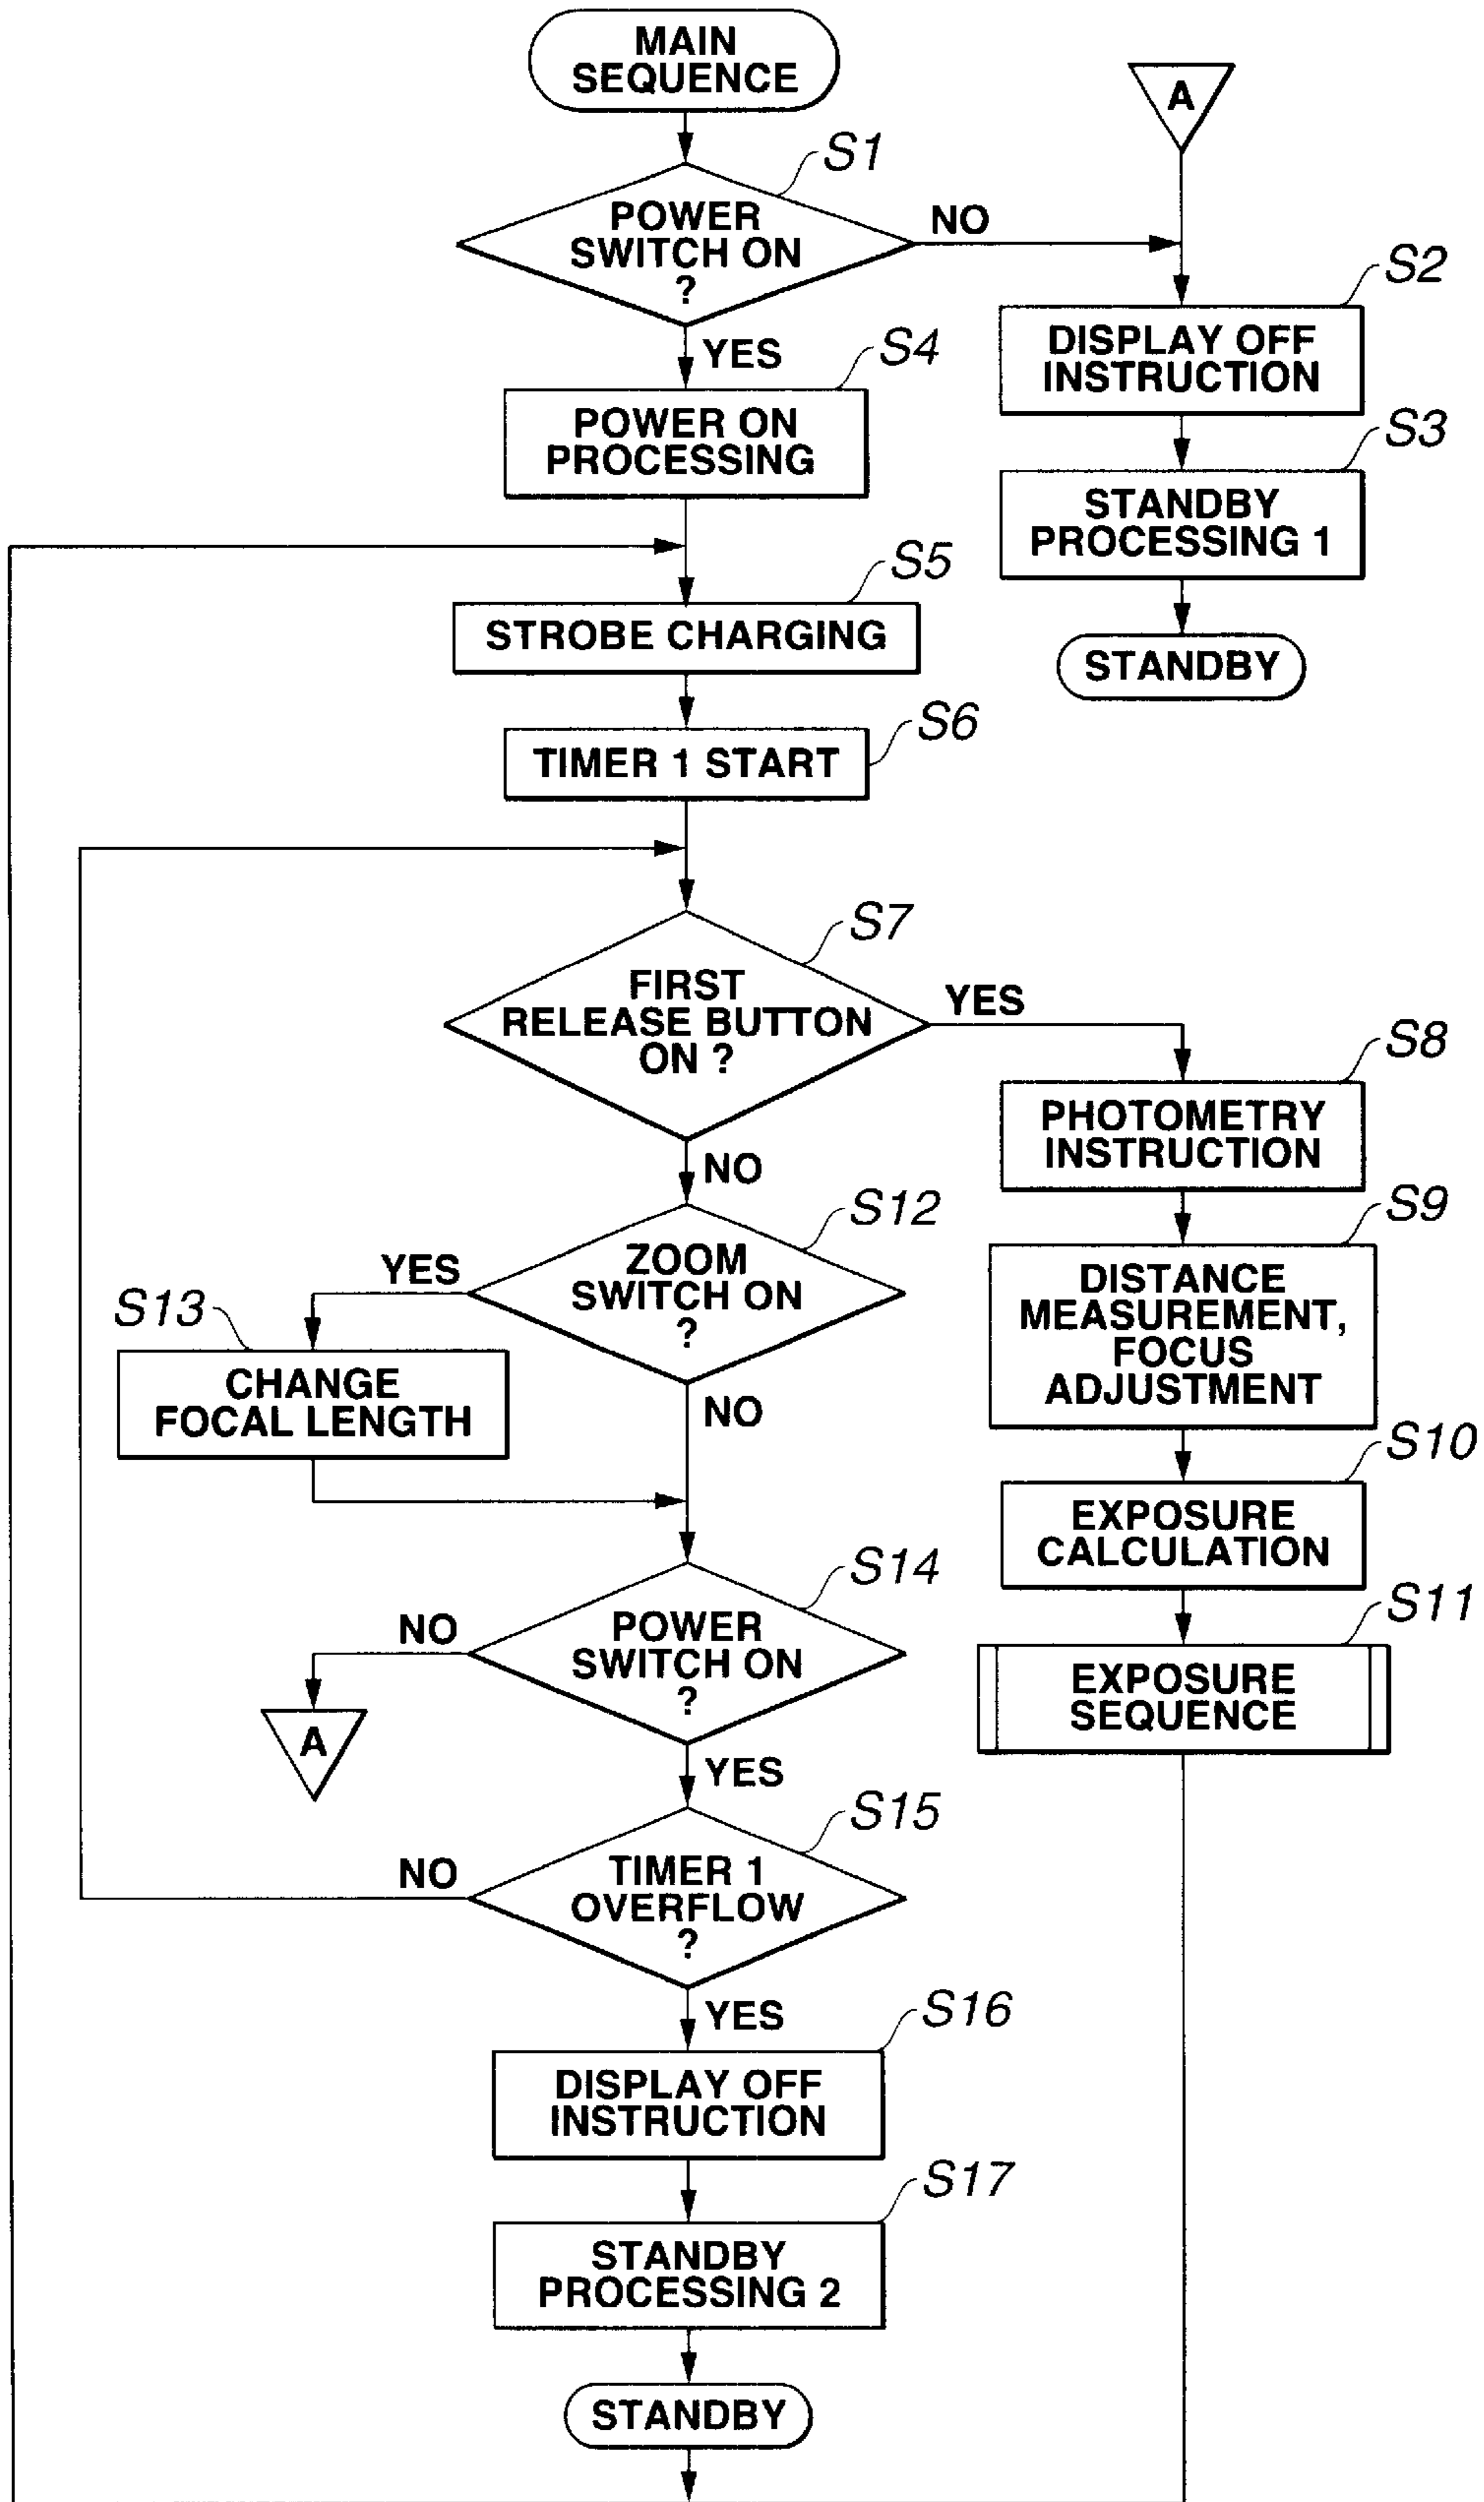 MAIN
SEQUENCE
A
S1
POWER
SWITCH ON
?
NO
S2
DISPLAY OFF
INSTRUCTION
YES
S4
POWER ON
PROCESSING
S3
STANDBY
PROCESSING 1
STANDBY
S5
STROBE CHARGING
S6
TIMER 1 START
S7
FIRST
RELEASE BUTTON
ON ?
YES
S8
PHOTOMETRY
INSTRUCTION
NO
S9
DISTANCE
MEASUREMENT,
FOCUS
ADJUSTMENT
S12
ZOOM
SWITCH ON
?
YES
S13
CHANGE
FOCAL LENGTH
NO
S10
EXPOSURE
CALCULATION
S11
EXPOSURE
SEQUENCE
S14
POWER
SWITCH ON
?
NO
A
YES
S15
TIMER 1
OVERFLOW
?
NO
YES
S16
DISPLAY OFF
INSTRUCTION
S17
STANDBY
PROCESSING 2
STANDBY